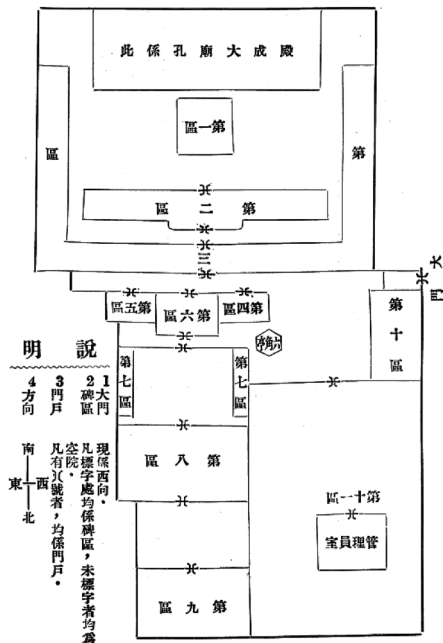 此係孔廟大成殿
第一區
第
三
區
第二區
大門
第四區
第五區
第六區
六角亭
第十區
第七區
第七區
第八區
第九區
第十一區
管理員室
說明
1 大門 現係西向。
2 碑區 凡標字處均係碑區，未標字者均為空院。
3 門戶 凡有)(號者，均係門戶。
4 方向 南 西 東 北